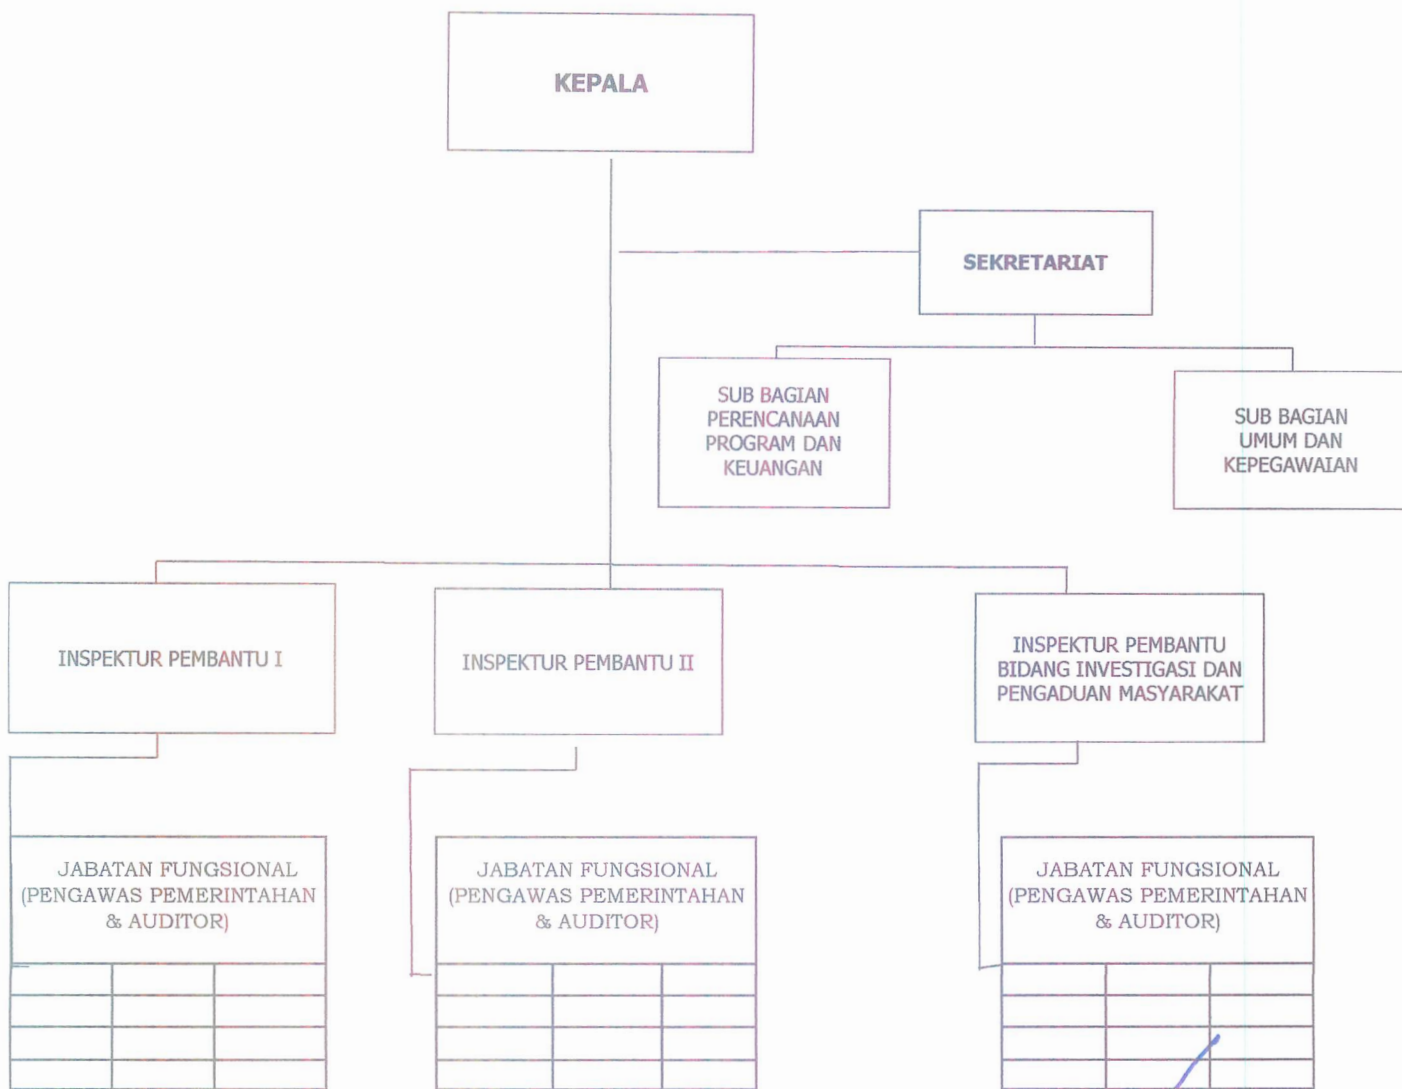 KEPALA
SEKRETARIAT
SUB BAGIAN
PERENCANAAN
PROGRAM DAN
KEUANGAN
SUB BAGIAN
UMUM DAN
KEPEGAWAIAN
INSPEKTUR PEMBANTU I
INSPEKTUR PEMBANTU II
INSPEKTUR PEMBANTU
BIDANG INVESTIGASI DAN
PENGADUAN MASYARAKAT
JABATAN FUNGSIONAL
(PENGAWAS PEMERINTAHAN
& AUDITOR)
JABATAN FUNGSIONAL
(PENGAWAS PEMERINTAHAN
& AUDITOR)
JABATAN FUNGSIONAL
(PENGAWAS PEMERINTAHAN
& AUDITOR)